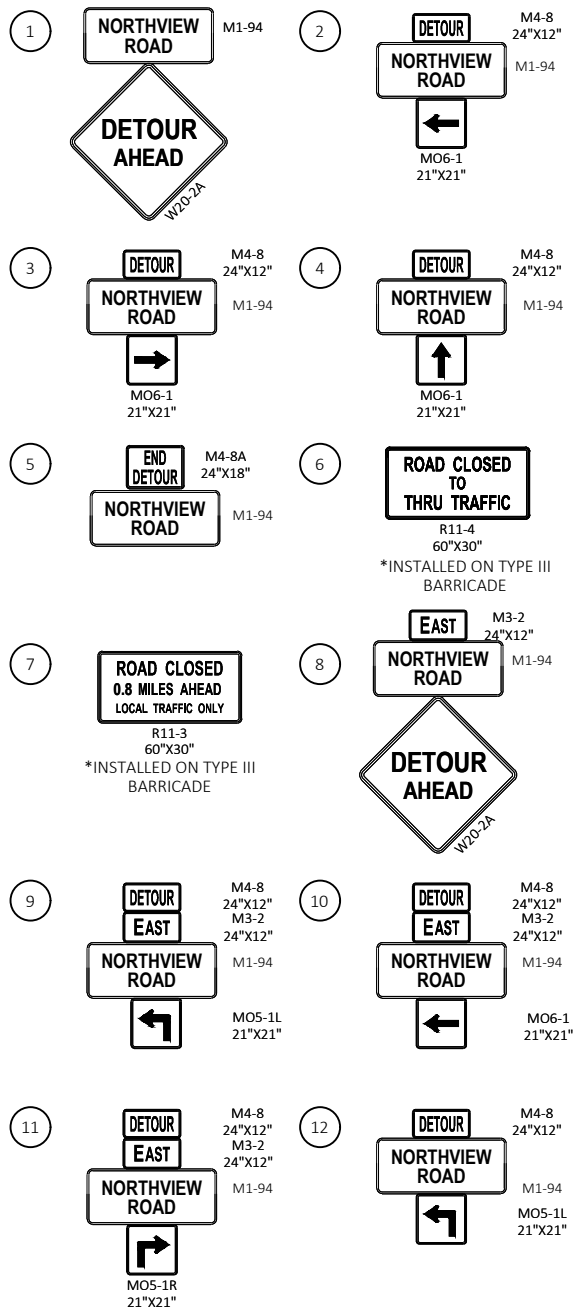 1
NORTHVIEW
ROAD
M1-94
DETOUR
AHEAD
W20-2A
2
DETOUR
M4-8
24"X12"
NORTHVIEW
ROAD
M1-94
MO6-1
21"X21"
3
DETOUR
M4-8
24"X12"
NORTHVIEW
ROAD
M1-94
MO6-1
21"X21"
4
DETOUR
M4-8
24"X12"
NORTHVIEW
ROAD
M1-94
MO6-1
21"X21"
5
END
DETOUR
M4-8A
24"X18"
NORTHVIEW
ROAD
M1-94
6
ROAD CLOSED
TO
THRU TRAFFIC
R11-4
60"X30"
*INSTALLED ON TYPE III
BARRICADE
7
ROAD CLOSED
0.8 MILES AHEAD
LOCAL TRAFFIC ONLY
R11-3
60"X30"
*INSTALLED ON TYPE III
BARRICADE
8
EAST
M3-2
24"X12"
NORTHVIEW
ROAD
M1-94
DETOUR
AHEAD
W20-2A
9
DETOUR
M4-8
24"X12"
EAST
M3-2
24"X12"
NORTHVIEW
ROAD
M1-94
MO5-1L
21"X21"
10
DETOUR
M4-8
24"X12"
EAST
M3-2
24"X12"
NORTHVIEW
ROAD
M1-94
MO6-1
21"X21"
11
DETOUR
M4-8
24"X12"
EAST
M3-2
24"X12"
NORTHVIEW
ROAD
M1-94
MO5-1R
21"X21"
12
DETOUR
M4-8
24"X12"
NORTHVIEW
ROAD
M1-94
MO5-1L
21"X21"